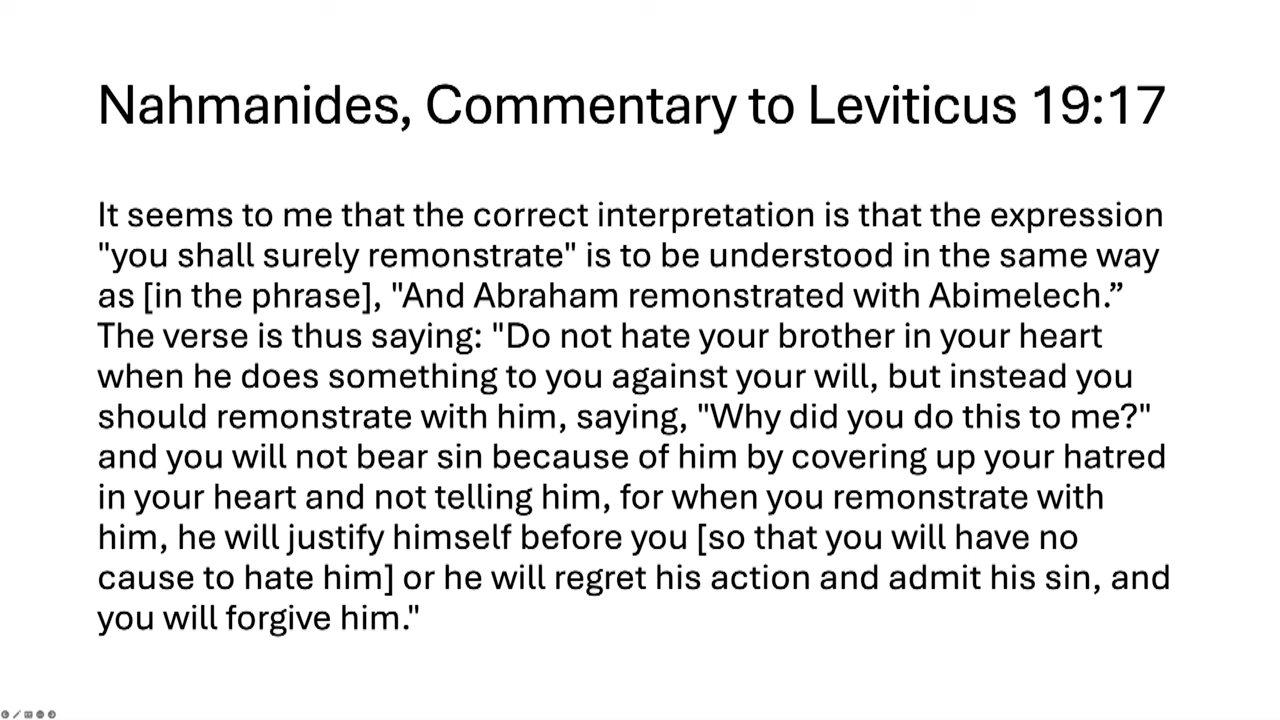 Nahmanides, Commentary to Leviticus 19:17
It seems to me that the correct interpretation is that the expression
"you shall surely remonstrate" is to be understood in the same way
as [in the phrase], "And Abraham remonstrated with Abimelech.”
The verse is thus saying: "Do not hate your brother in your heart
when he does something to you against your will, but instead you
should remonstrate with him, saying, "Why did you do this to me?"
and you will not bear sin because of him by covering up your hatred
in your heart and not telling him, for when you remonstrate with
him, he will justify himself before you [so that you will have no
cause to hate him] or he will regret his action and admit his sin, and
you will forgive him."